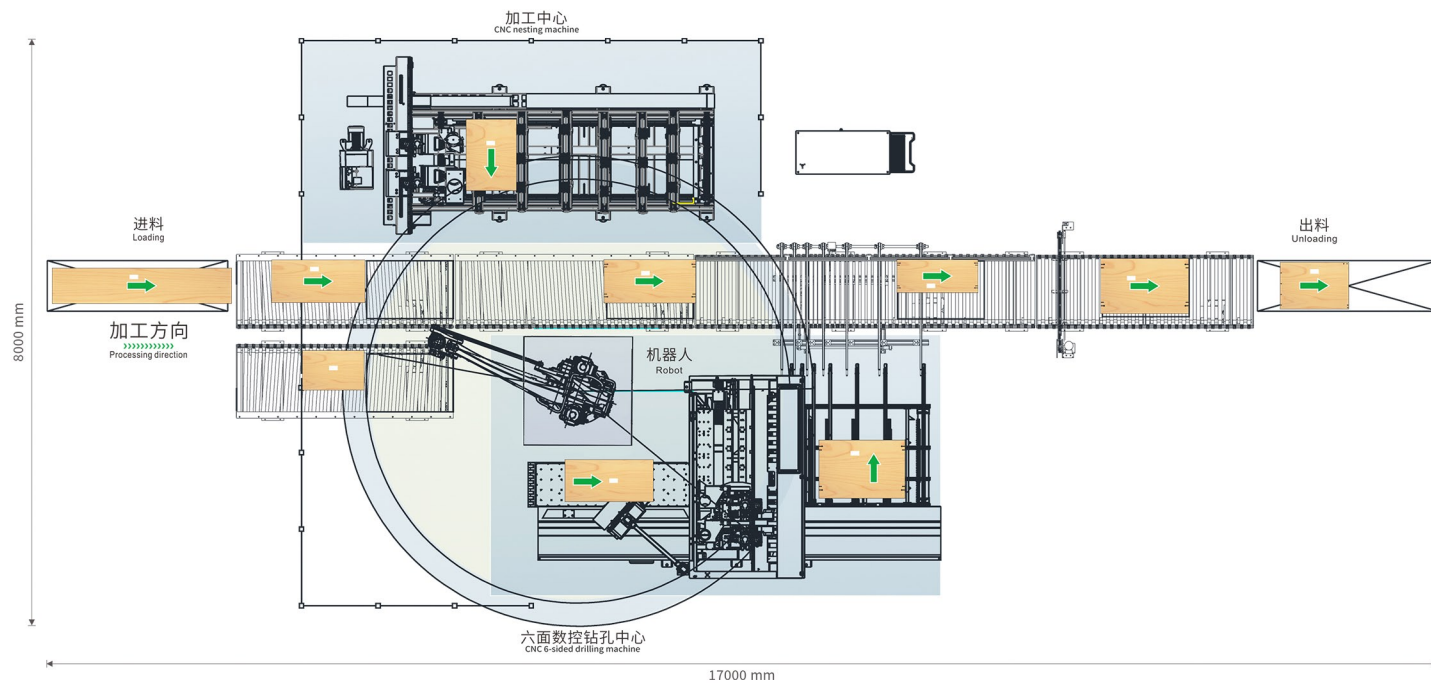 加工中心
CNC nesting machine
进料
Loading
出料
Unloading
加工方向
Processing direction
机器人
Robot
8000 mm
六面数控钻孔中心
CNC 6-sided drilling machine
17000 mm